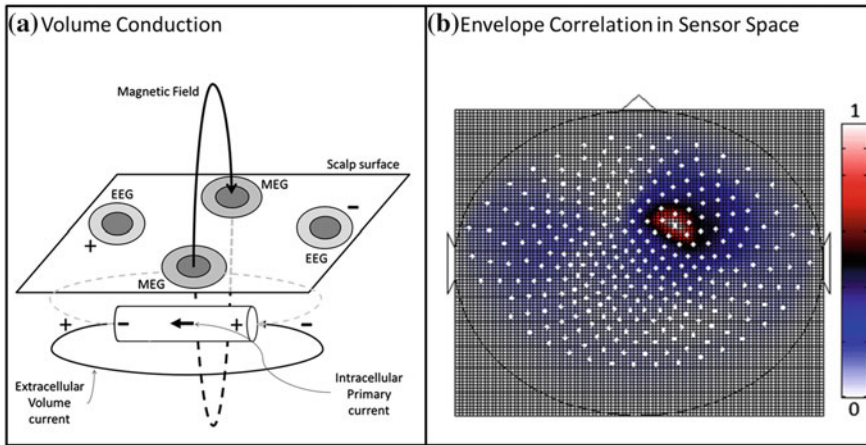 (a) Volume Conduction
Magnetic Field
Scalp surface
EEG
MEG
−
+
EEG
MEG
+ − + −
Extracellular
Volume
current
Intracellular
Primary
current
(b) Envelope Correlation in Sensor Space
1
0